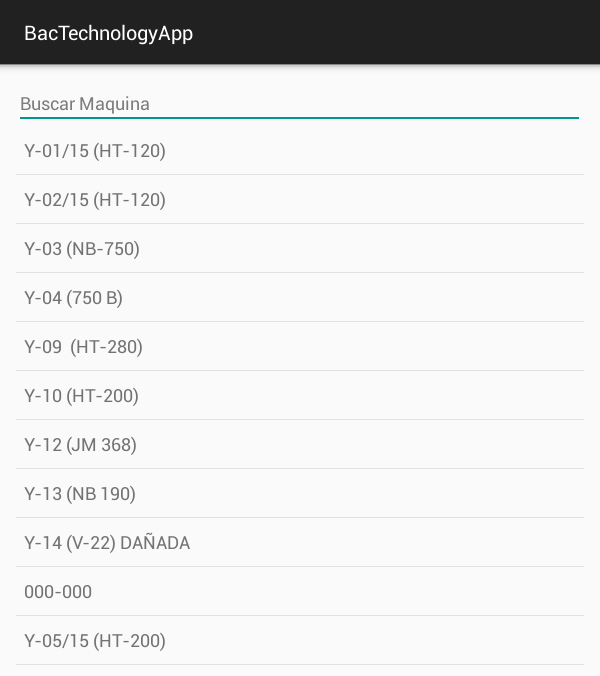 BacTechnologyApp
Buscar Maquina
Y-01/15 (HT-120)
Y-02/15 (HT-120)
Y-03 (NB-750)
Y-04 (750 B)
Y-09  (HT-280)
Y-10 (HT-200)
Y-12 (JM 368)
Y-13 (NB 190)
Y-14 (V-22) DAÑADA
000-000
Y-05/15 (HT-200)